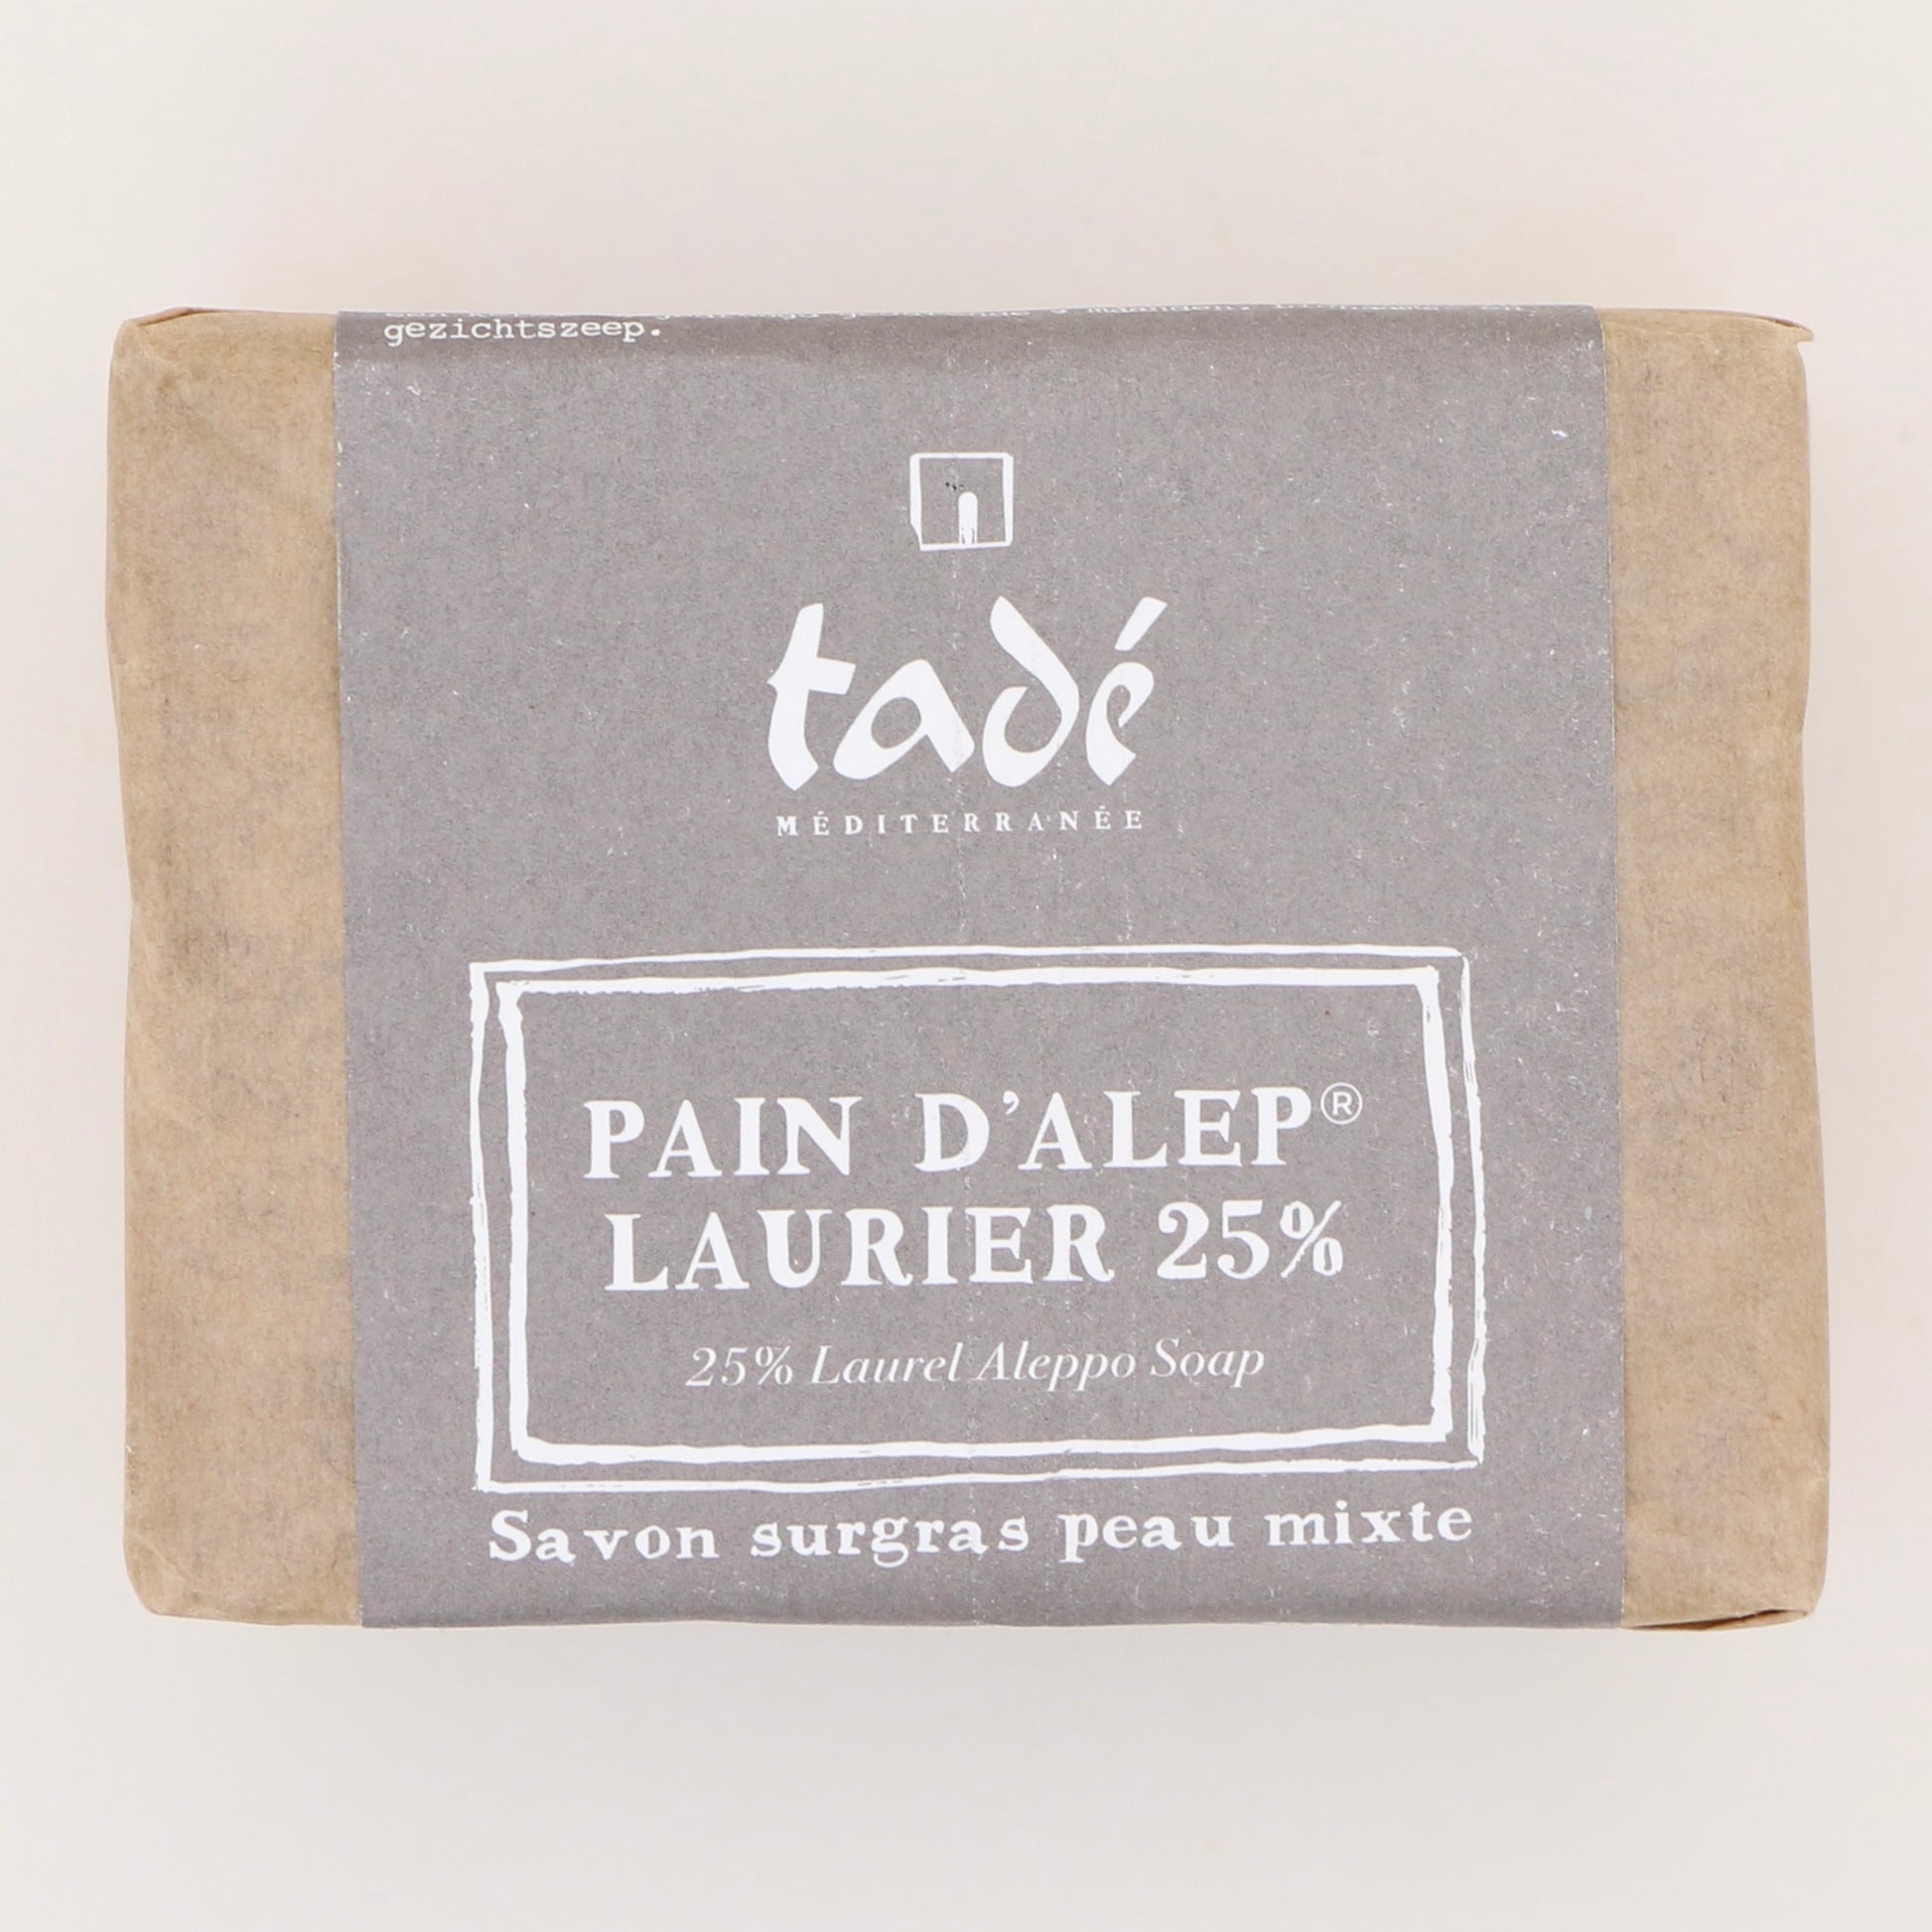 gezichtszeep.
tadé
MÉDITERRANÉE
PAIN D'ALEP®
LAURIER 25%
25% Laurel Aleppo Soap
Savon surgras peau mixte